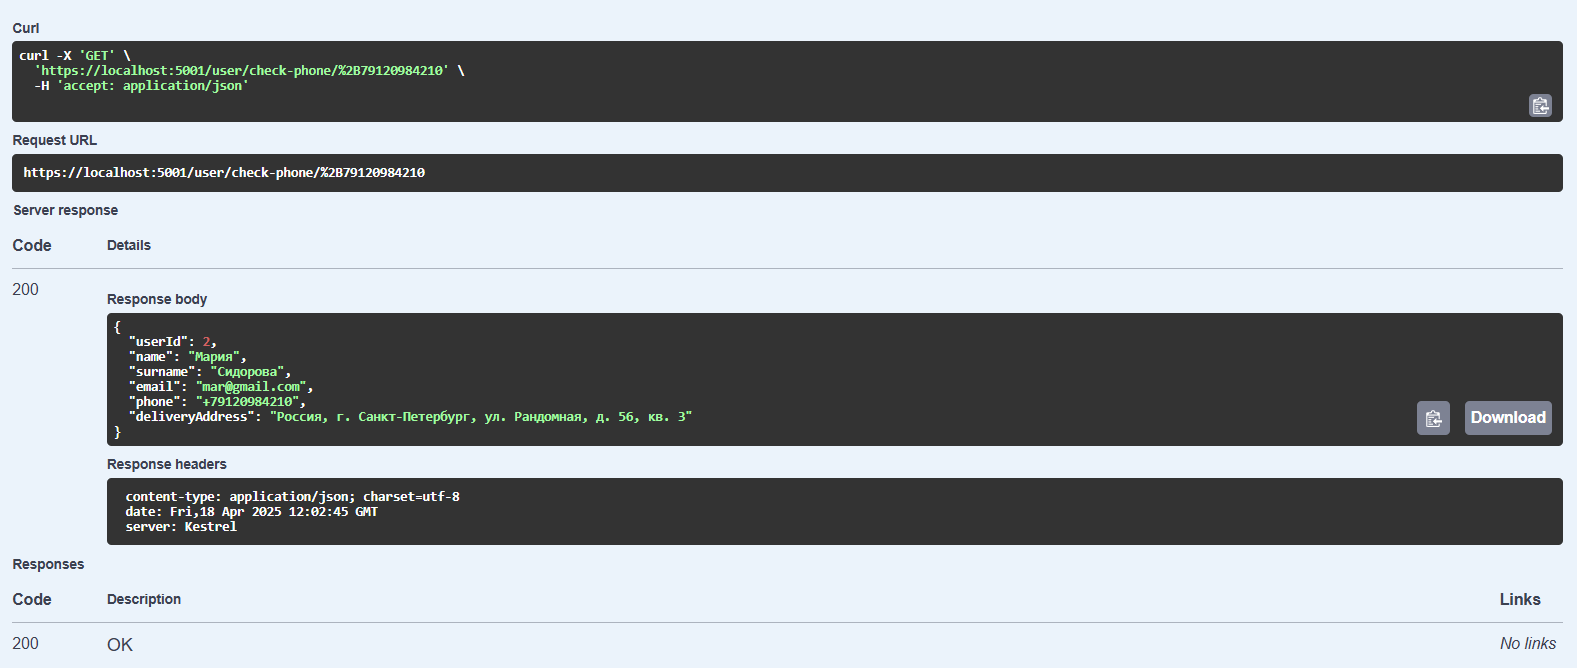 Curl
curl -X 'GET' \
'https://localhost:5001/user/check-phone/%2B79120984210' \
-H 'accept: application/json'
Request URL
https://localhost:5001/user/check-phone/%2B79120984210
Server response
Code Details
200
Response body
{
"userId": 2,
"name": "Мария",
"surname": "Сидорова",
"email": "mar@gmail.com",
"phone": "+79120984210",
"deliveryAddress": "Россия, г. Санкт-Петербург, ул. Рандомная, д. 56, кв. 3"
}
Download
Response headers
content-type: application/json; charset=utf-8
date: Fri,18 Apr 2025 12:02:45 GMT
server: Kestrel
Responses
Code Description Links
200 OK No links